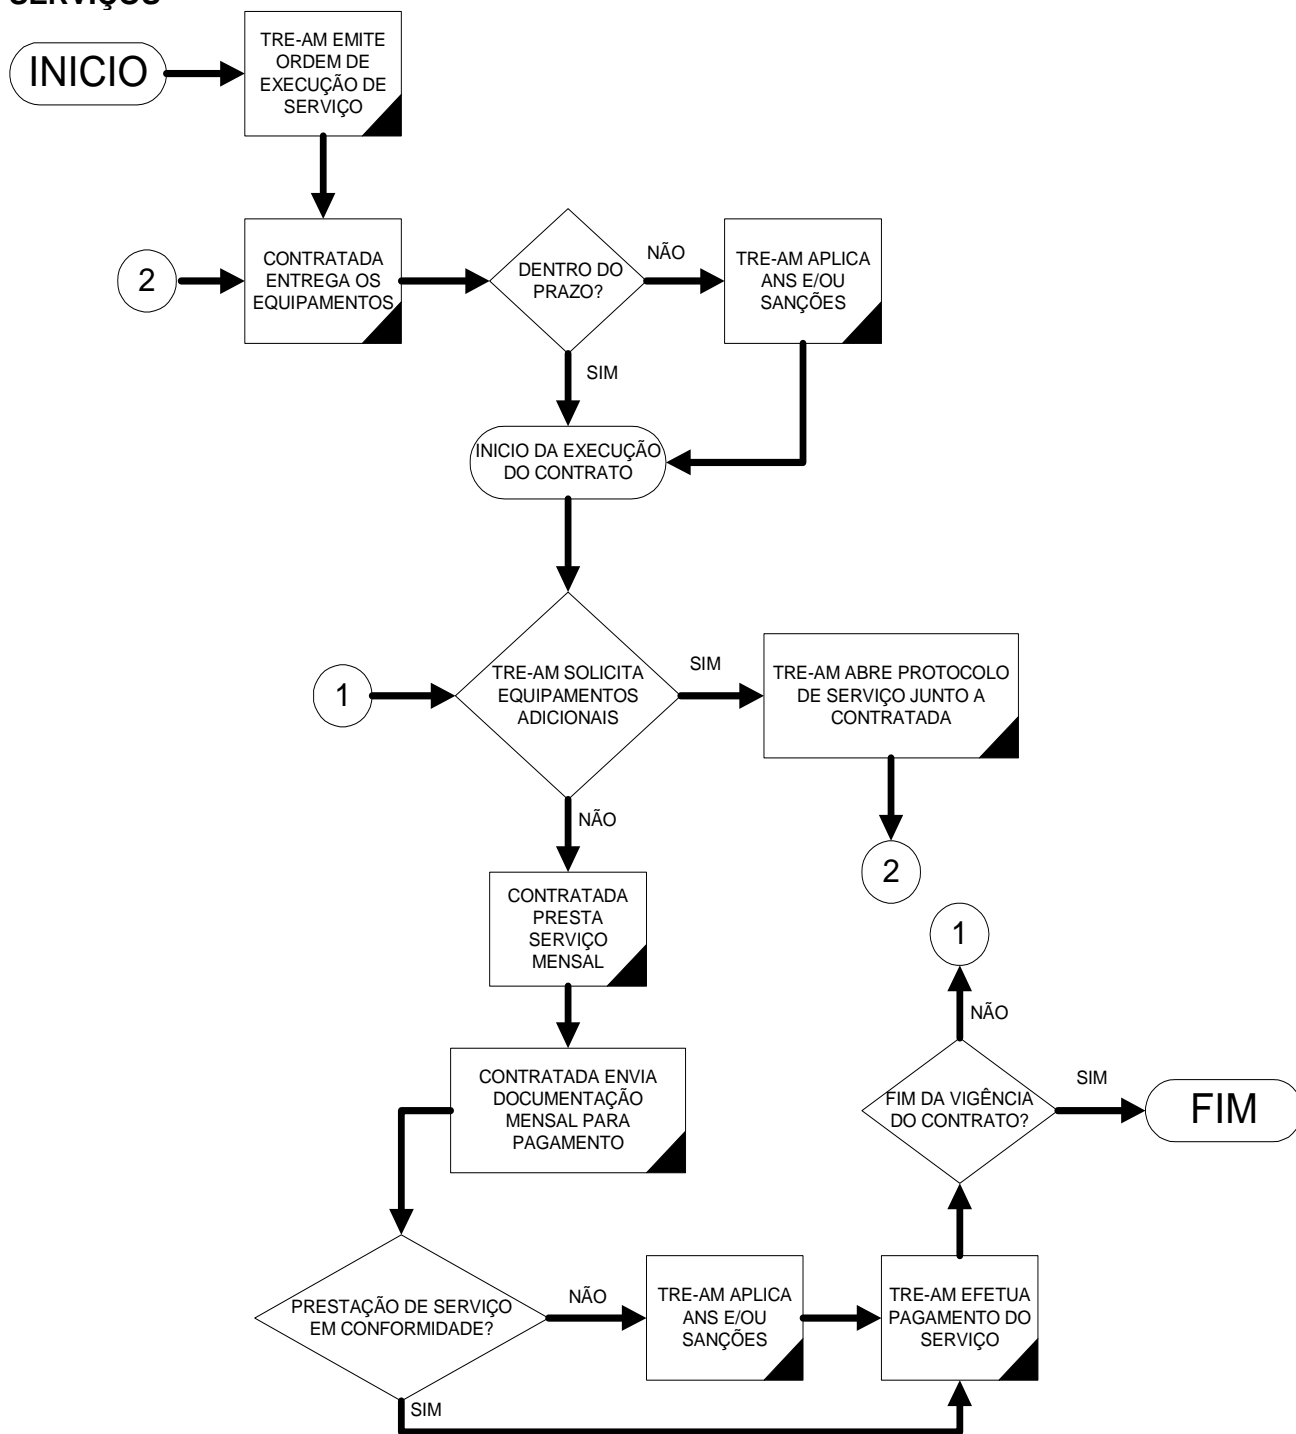 SERVIÇOS
INICIO
TRE-AM EMITE
ORDEM DE
EXECUÇÃO DE
SERVIÇO
2
CONTRATADA
ENTREGA OS
EQUIPAMENTOS
DENTRO DO
PRAZO?
NÃO
TRE-AM APLICA
ANS E/OU
SANÇÕES
SIM
INICIO DA EXECUÇÃO
DO CONTRATO
1
TRE-AM SOLICITA
EQUIPAMENTOS
ADICIONAIS
SIM
TRE-AM ABRE PROTOCOLO
DE SERVIÇO JUNTO A
CONTRATADA
NÃO
2
CONTRATADA
PRESTA
SERVIÇO
MENSAL
1
NÃO
CONTRATADA ENVIA
DOCUMENTAÇÃO
MENSAL PARA
PAGAMENTO
FIM DA VIGÊNCIA
DO CONTRATO?
SIM
FIM
PRESTAÇÃO DE SERVIÇO
EM CONFORMIDADE?
NÃO
TRE-AM APLICA
ANS E/OU
SANÇÕES
TRE-AM EFETUA
PAGAMENTO DO
SERVIÇO
SIM